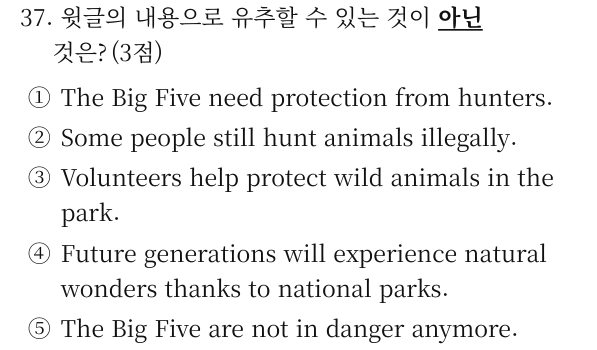 37. 윗글의 내용으로 유추할 수 있는 것이 아닌
것은? (3점)
① The Big Five need protection from hunters.
② Some people still hunt animals illegally.
③ Volunteers help protect wild animals in the
park.
④ Future generations will experience natural
wonders thanks to national parks.
⑤ The Big Five are not in danger anymore.